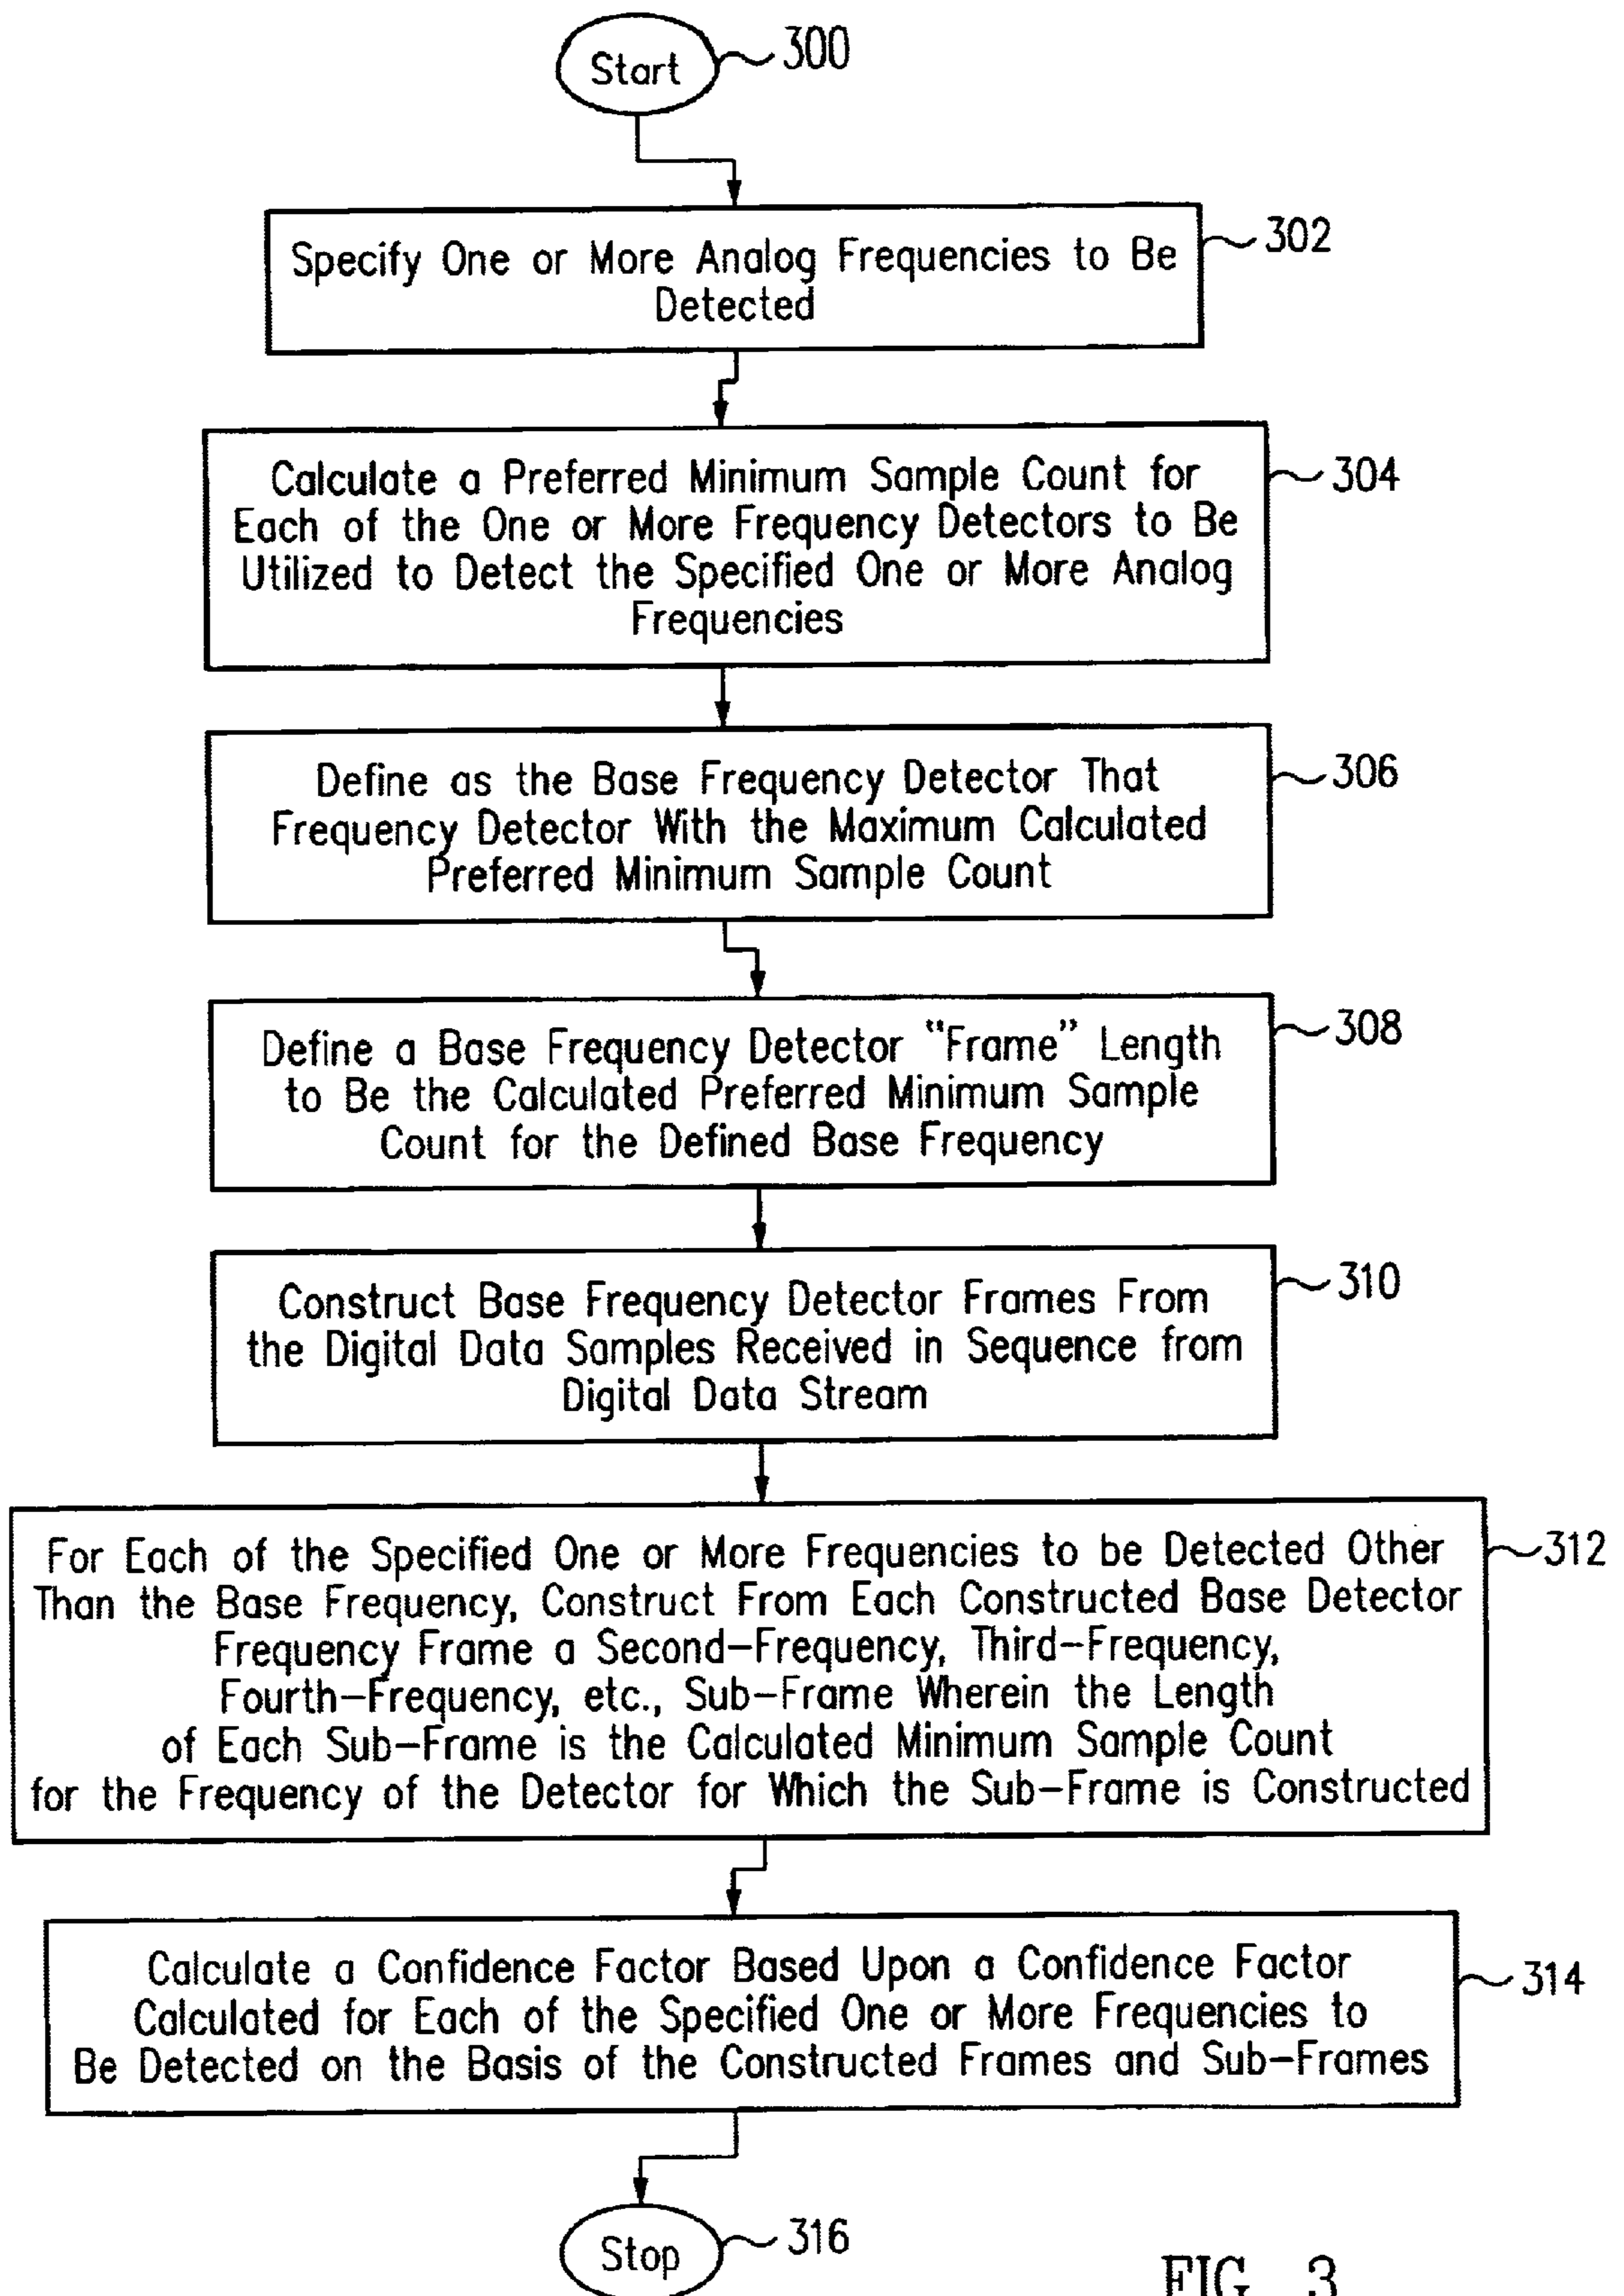 Start
300
Specify One or More Analog Frequencies to Be
Detected
302
Calculate a Preferred Minimum Sample Count for
Each of the One or More Frequency Detectors to Be
Utilized to Detect the Specified One or More Analog
Frequencies
304
Define as the Base Frequency Detector That
Frequency Detector With the Maximum Calculated
Preferred Minimum Sample Count
306
Define a Base Frequency Detector "Frame" Length
to Be the Calculated Preferred Minimum Sample
Count for the Defined Base Frequency
308
Construct Base Frequency Detector Frames From
the Digital Data Samples Received in Sequence from
Digital Data Stream
310
For Each of the Specified One or More Frequencies to be Detected Other
Than the Base Frequency, Construct From Each Constructed Base Detector
Frequency Frame a Second-Frequency, Third-Frequency,
Fourth-Frequency, etc., Sub-Frame Wherein the Length
of Each Sub-Frame is the Calculated Minimum Sample Count
for the Frequency of the Detector for Which the Sub-Frame is Constructed
312
Calculate a Confidence Factor Based Upon a Confidence Factor
Calculated for Each of the Specified One or More Frequencies to
Be Detected on the Basis of the Constructed Frames and Sub-Frames
314
Stop
316
FIG. 3